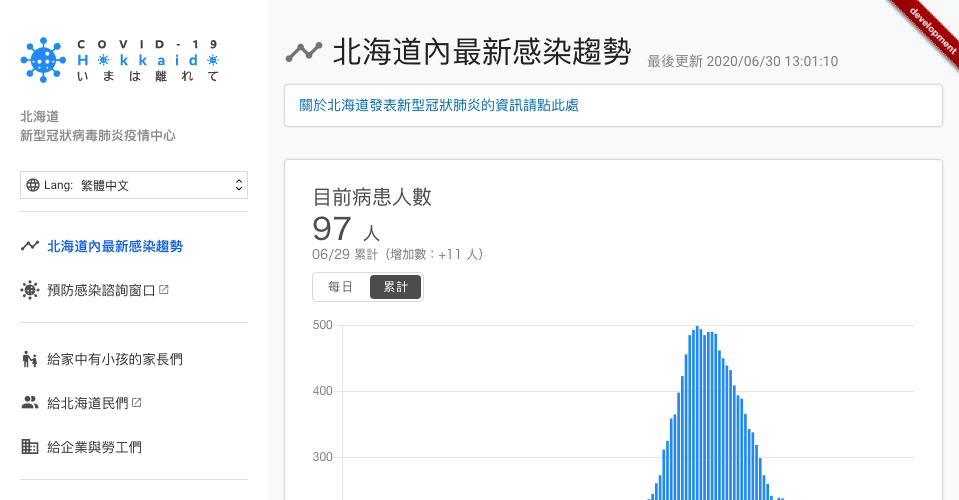 COVID-19
Hokkaido
いまは離れて
北海道
新型冠狀病毒肺炎疫情中心
Lang: 繁體中文
北海道內最新感染趨勢
預防感染諮詢窗口
給家中有小孩的家長們
給北海道民們
給企業與勞工們
development
北海道內最新感染趨勢 最後更新 2020/06/30 13:01:10
關於北海道發表新型冠狀肺炎的資訊請點此處
目前病患人數
97 人
06/29 累計（增加數：+11 人）
每日 累計
500
400
300